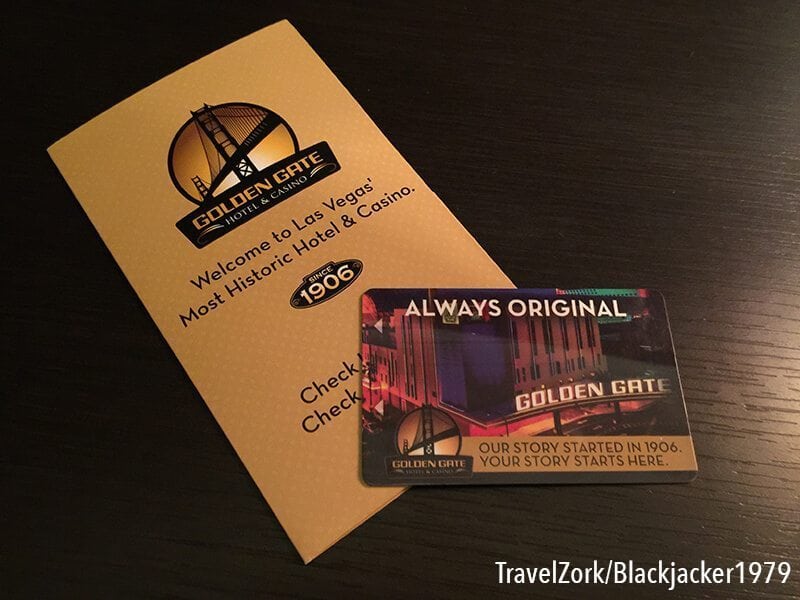 GOLDEN GATE
HOTEL & CASINO
Welcome to Las Vegas'
Most Historic Hotel & Casino.
SINCE
1906
Check
Check
ALWAYS ORIGINAL
GOLDEN GATE
GOLDEN GATE
HOTEL & CASINO
OUR STORY STARTED IN 1906.
YOUR STORY STARTS HERE.
TravelZork/Blackjacker1979